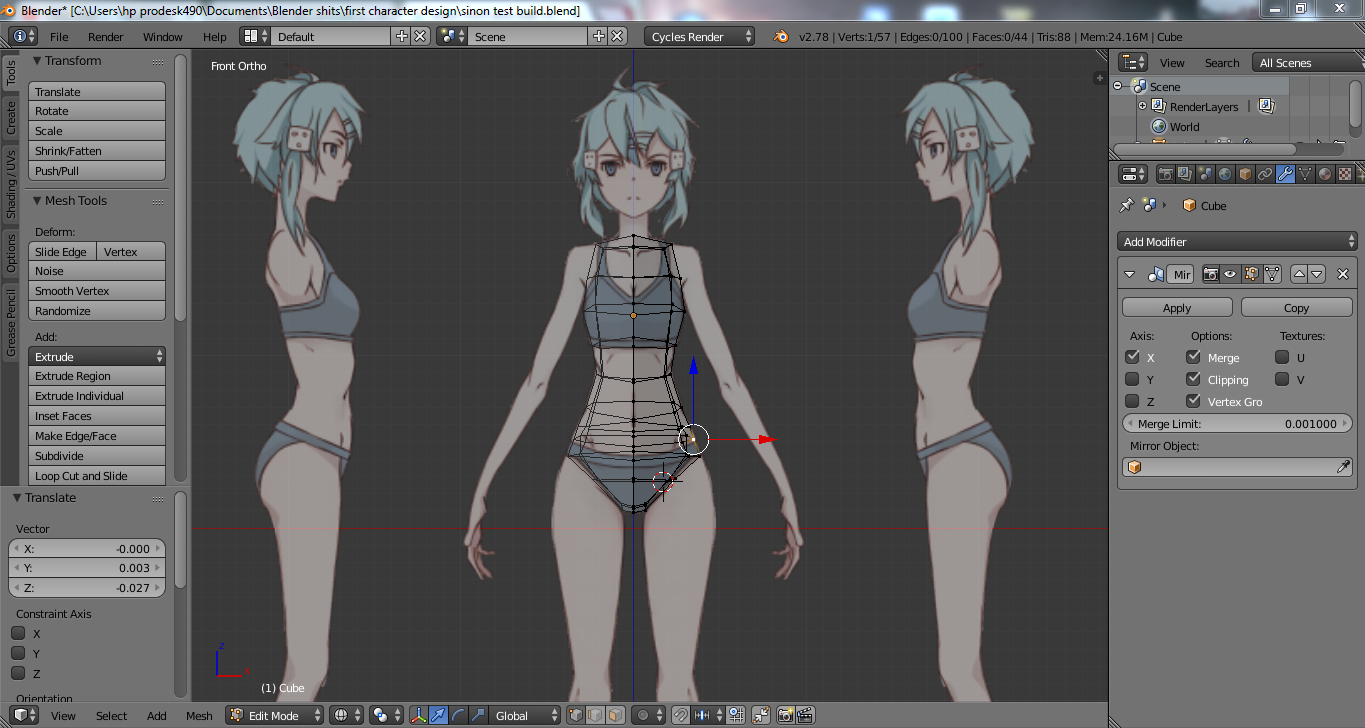 Blender* [C:\Users\hp prodesk490\Documents\Blender shits\first character design\sinon test build.blend]
File Render Window Help Default Scene Cycles Render v2.78 | Verts:1/57 | Edges:0/100 | Faces:0/44 | Tris:88 | Mem:24.16M | Cube
Tools
Create
Shading / UVs
Options
Grease Pencil
Transform
Translate
Rotate
Scale
Shrink/Fatten
Push/Pull
Mesh Tools
Deform:
Slide Edge Vertex
Noise
Smooth Vertex
Randomize
Add:
Extrude
Extrude Region
Extrude Individual
Inset Faces
Make Edge/Face
Subdivide
Loop Cut and Slide
Translate
Vector
X: -0.000
Y: 0.003
Z: -0.027
Constraint Axis
X
Y
Z
Orientation
Front Ortho
z
x
(1) Cube
View Select Add Mesh Edit Mode Global
View Search All Scenes
Scene
RenderLayers |
World
Cube
Add Modifier
Mir
Apply Copy
Axis: Options: Textures:
X Merge U
Y Clipping V
Z Vertex Gro
Merge Limit: 0.001000
Mirror Object: